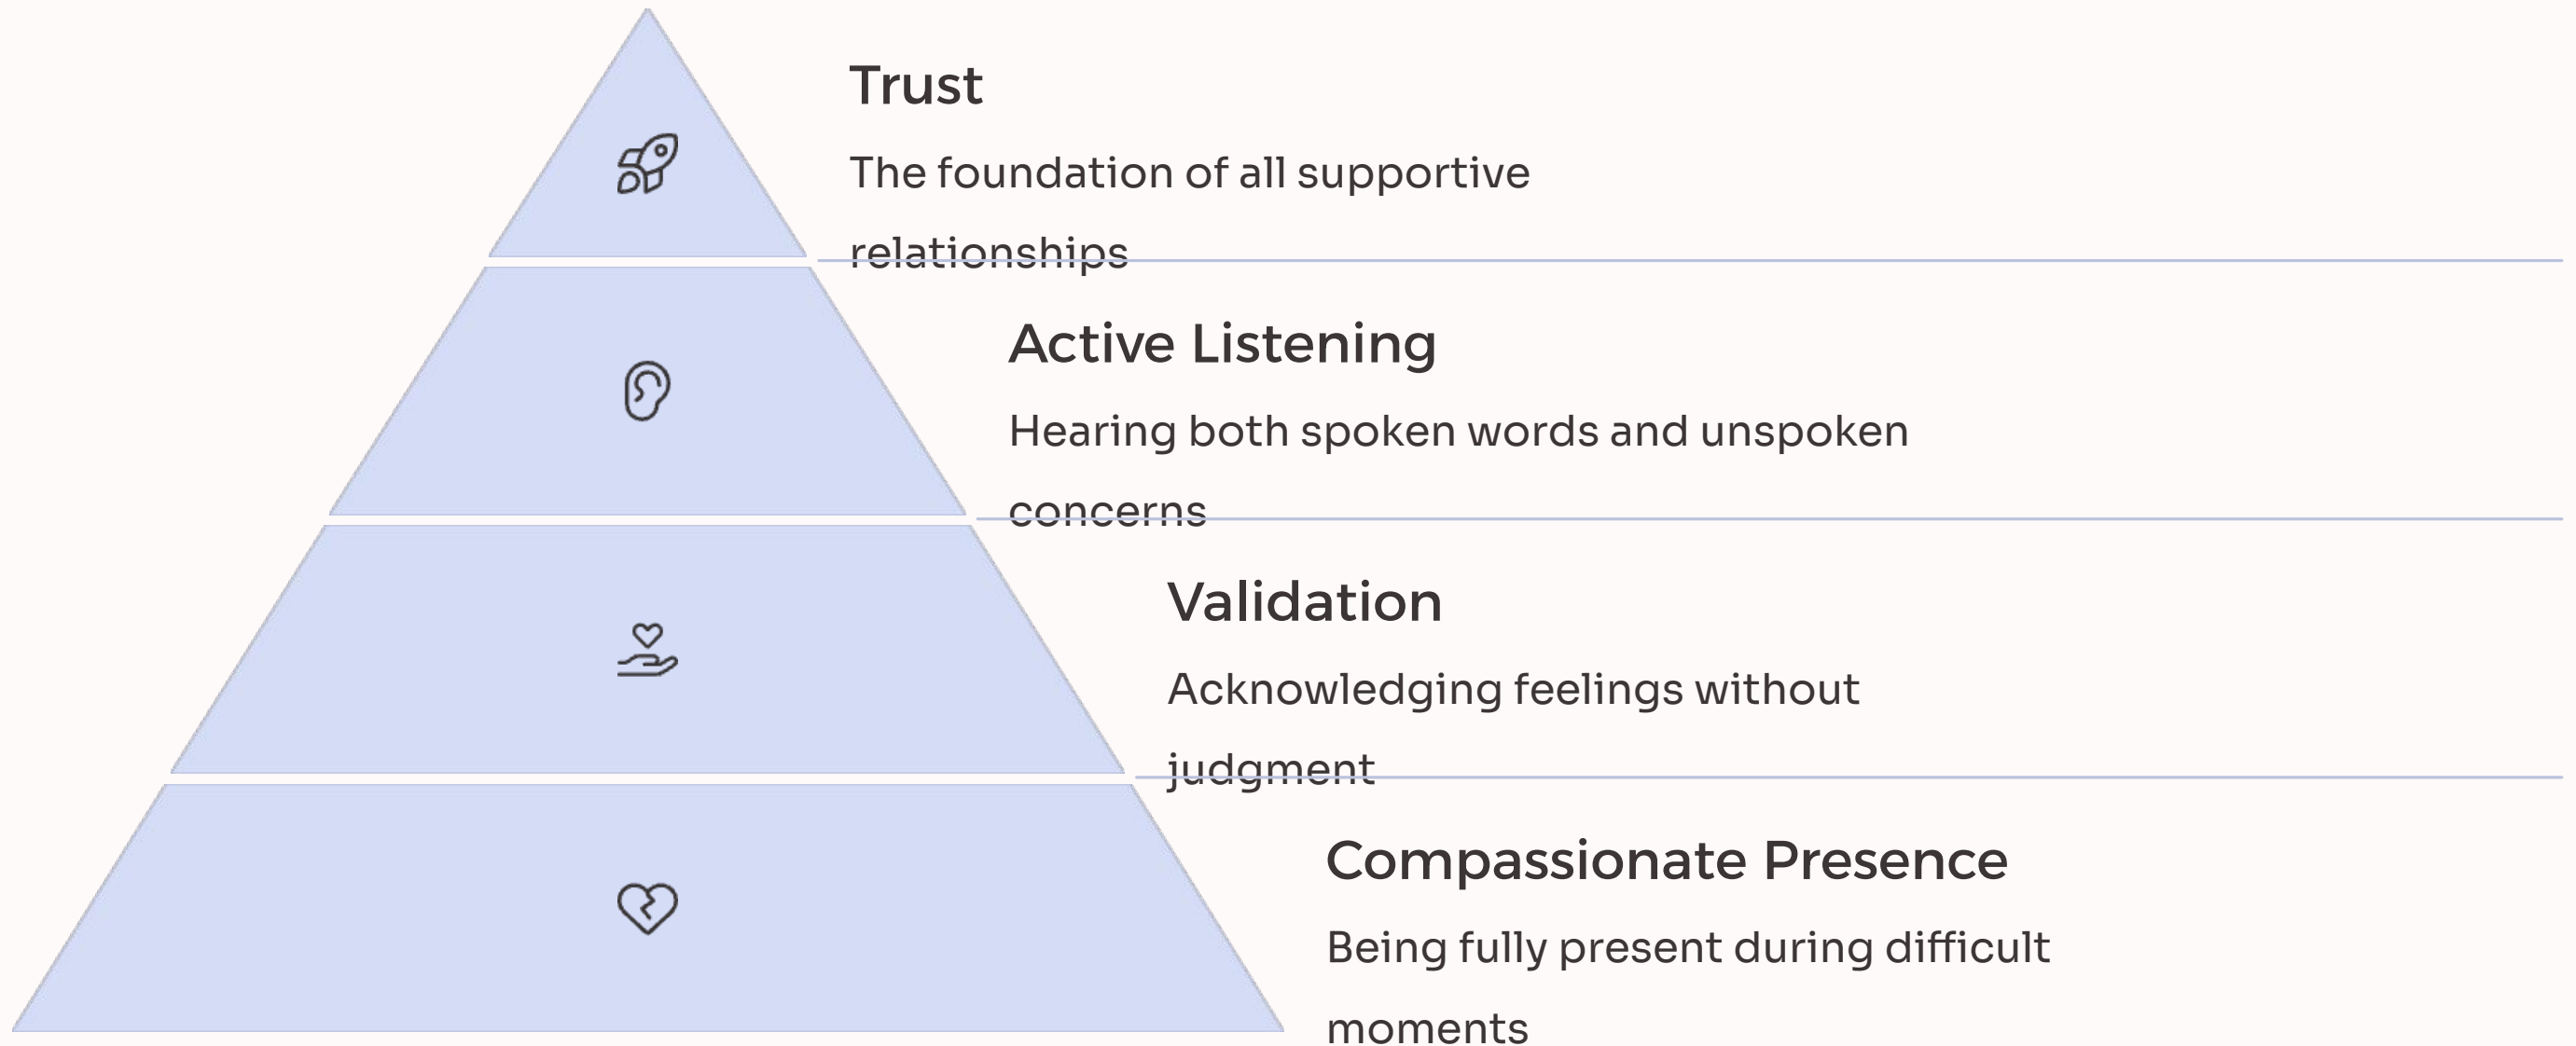 Trust
The foundation of all supportive
relationships
Active Listening
Hearing both spoken words and unspoken
concerns
Validation
Acknowledging feelings without
judgment
Compassionate Presence
Being fully present during difficult
moments